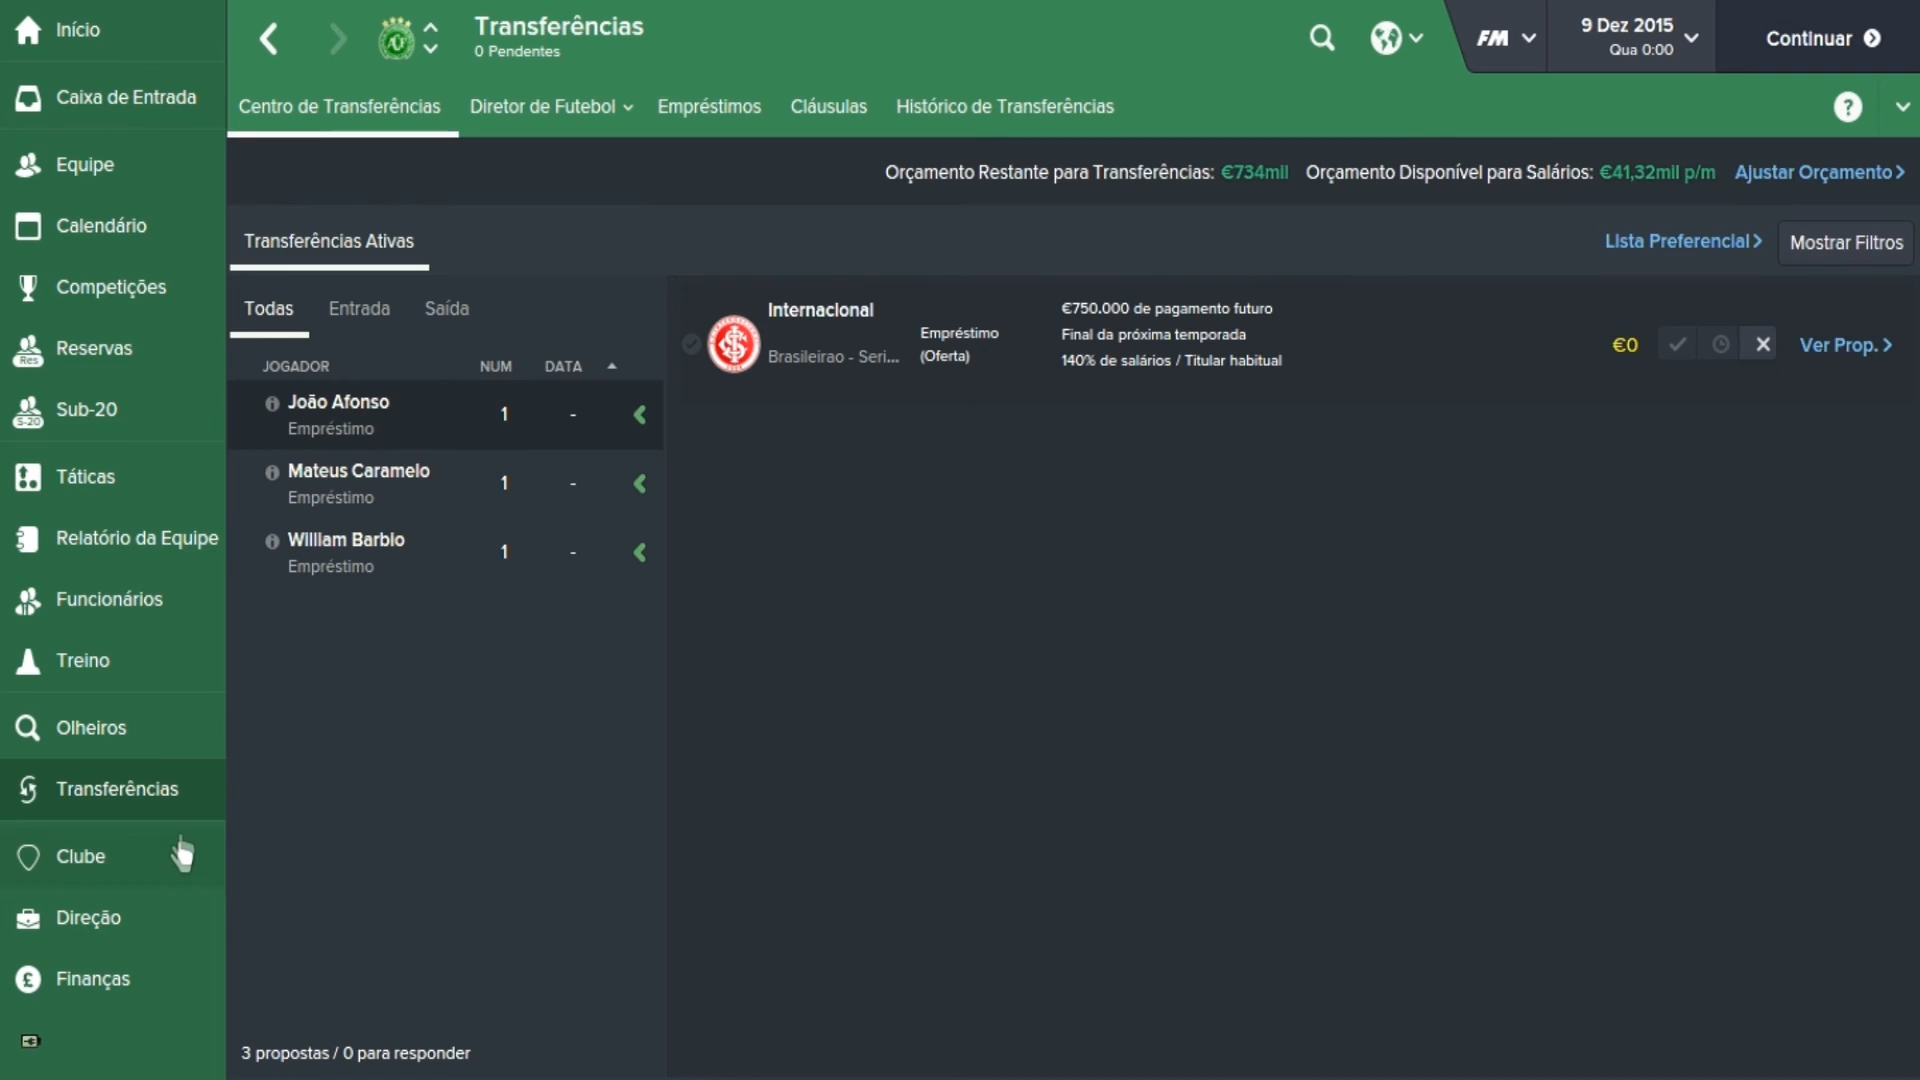 Início
Caixa de Entrada
Equipe
Calendário
Competições
Res
Reservas
S-20
Sub-20
Táticas
Relatório da Equipe
Funcionários
Treino
Olheiros
Transferências
Clube
Direção
£
Finanças
Transferências
0 Pendentes
FM
9 Dez 2015
Qua 0:00
Continuar
Centro de Transferências
Diretor de Futebol
Empréstimos
Cláusulas
Histórico de Transferências
?
Orçamento Restante para Transferências: €734mil
Orçamento Disponível para Salários: €41,32mil p/m
Ajustar Orçamento
Transferências Ativas
Lista Preferencial
Mostrar Filtros
Todas
Entrada
Saída
JOGADOR NUM DATA
João Afonso 1 -
Empréstimo
Mateus Caramelo 1 -
Empréstimo
William Barbio 1 -
Empréstimo
3 propostas / 0 para responder
Internacional
Brasileirao - Seri...
Empréstimo
(Oferta)
€750.000 de pagamento futuro
Final da próxima temporada
140% de salários / Titular habitual
€0
Ver Prop.